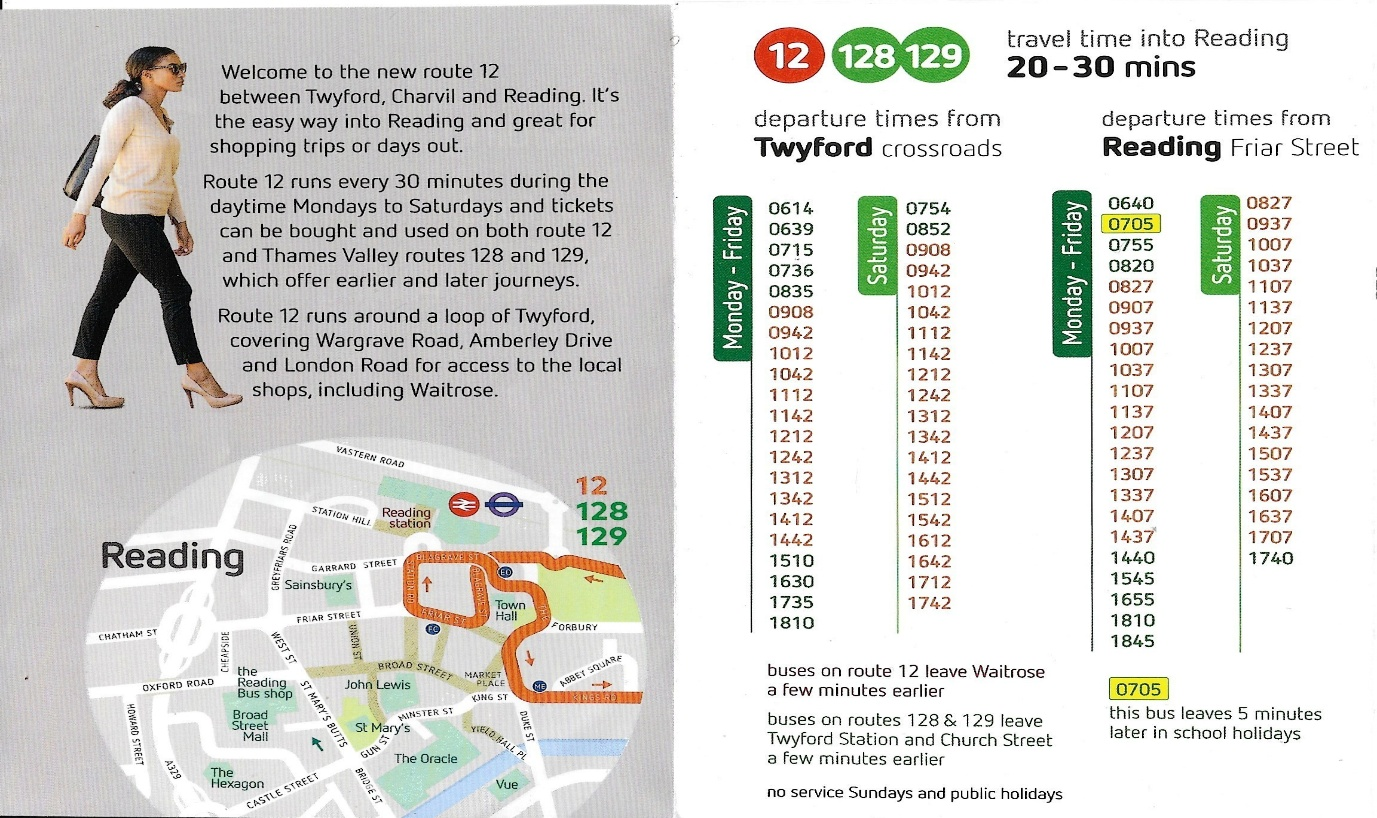 Welcome to the new route 12
between Twyford, Charvil and Reading. It's
the easy way into Reading and great for
shopping trips or days out.
Route 12 runs every 30 minutes during the
daytime Mondays to Saturdays and tickets
can be bought and used on both route 12
and Thames Valley routes 128 and 129,
which offer earlier and later journeys.
Route 12 runs around a loop of Twyford,
covering Wargrave Road, Amberley Drive
and London Road for access to the local
shops, including Waitrose.
Reading
12
128
129
VASTERN ROAD
STATION HILL
Reading
station
GREYFRIARS ROAD
GARRARD STREET
Sainsbury's
STATION RD
BLAGRAVE ST
BLAGRAVE ST
FRIAR ST
EO
EC
Town
Hall
THE
FORBURY
FRIAR STREET
CHATHAM ST
CHEAPSIDE
WEST ST
UNION ST
BROAD STREET
MARKET
PLACE
ABBEY SQUARE
ME
KINGS RD
OXFORD ROAD
the
Reading
Bus shop
John Lewis
KING ST
HOWARD STREET
Broad
Street
Mall
ST MARY'S BUTTS
St Mary's
MINSTER ST
DUKE ST
GUN ST
YIELD HALL PL
A329
The
Hexagon
CASTLE STREET
BRIDGE ST
The Oracle
Vue
12 128 129
travel time into Reading
20-30 mins
departure times from
Twyford crossroads
Monday - Friday
0614
0639
0715
0736
0835
0908
0942
1012
1042
1112
1142
1212
1242
1312
1342
1412
1442
1510
1630
1735
1810
Saturday
0754
0852
0908
0942
1012
1042
1112
1142
1212
1242
1312
1342
1412
1442
1512
1542
1612
1642
1712
1742
buses on route 12 leave Waitrose
a few minutes earlier
buses on routes 128 & 129 leave
Twyford Station and Church Street
a few minutes earlier
no service Sundays and public holidays
departure times from
Reading Friar Street
Monday - Friday
0640
0705
0755
0820
0827
0907
0937
1007
1037
1107
1137
1207
1237
1307
1337
1407
1437
1440
1545
1655
1810
1845
Saturday
0827
0937
1007
1037
1107
1137
1207
1237
1307
1337
1407
1437
1507
1537
1607
1637
1707
1740
0705
this bus leaves 5 minutes
later in school holidays